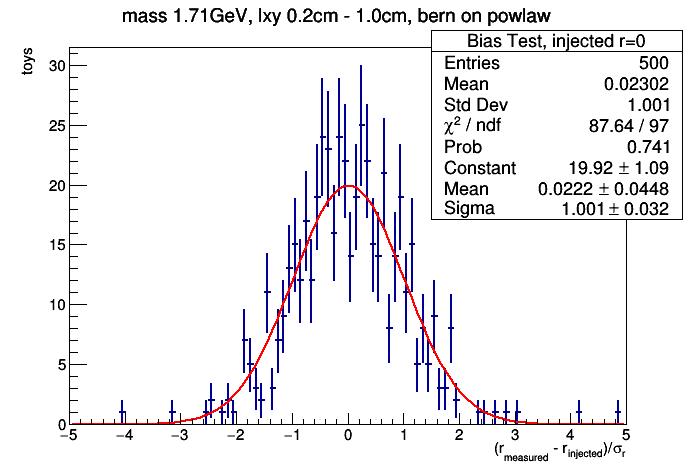 mass 1.71GeV, lxy 0.2cm - 1.0cm, bern on powlaw
Bias Test, injected r=0
Entries 500
Mean 0.02302
Std Dev 1.001
χ² / ndf 87.64 / 97
Prob 0.741
Constant 19.92 ± 1.09
Mean 0.0222 ± 0.0448
Sigma 1.001 ± 0.032
toys
30
25
20
15
10
5
0
−5 −4 −3 −2 −1 0 1 2 3 4 5
(r_measured - r_injected)/σ_r